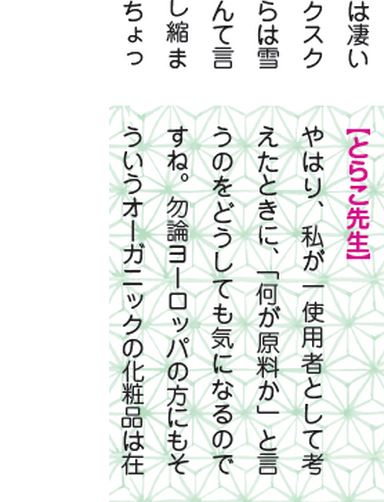 は凄い
クスク
らは雪
んて言
し縮ま
ちょっ
【とらこ先生】
やはり、私が一使用者として考
えたときに、「何が原料か」と言
うのをどうしても気になるので
すね。勿論ヨーロッパの方にもそ
ういうオーガニックの化粧品は在